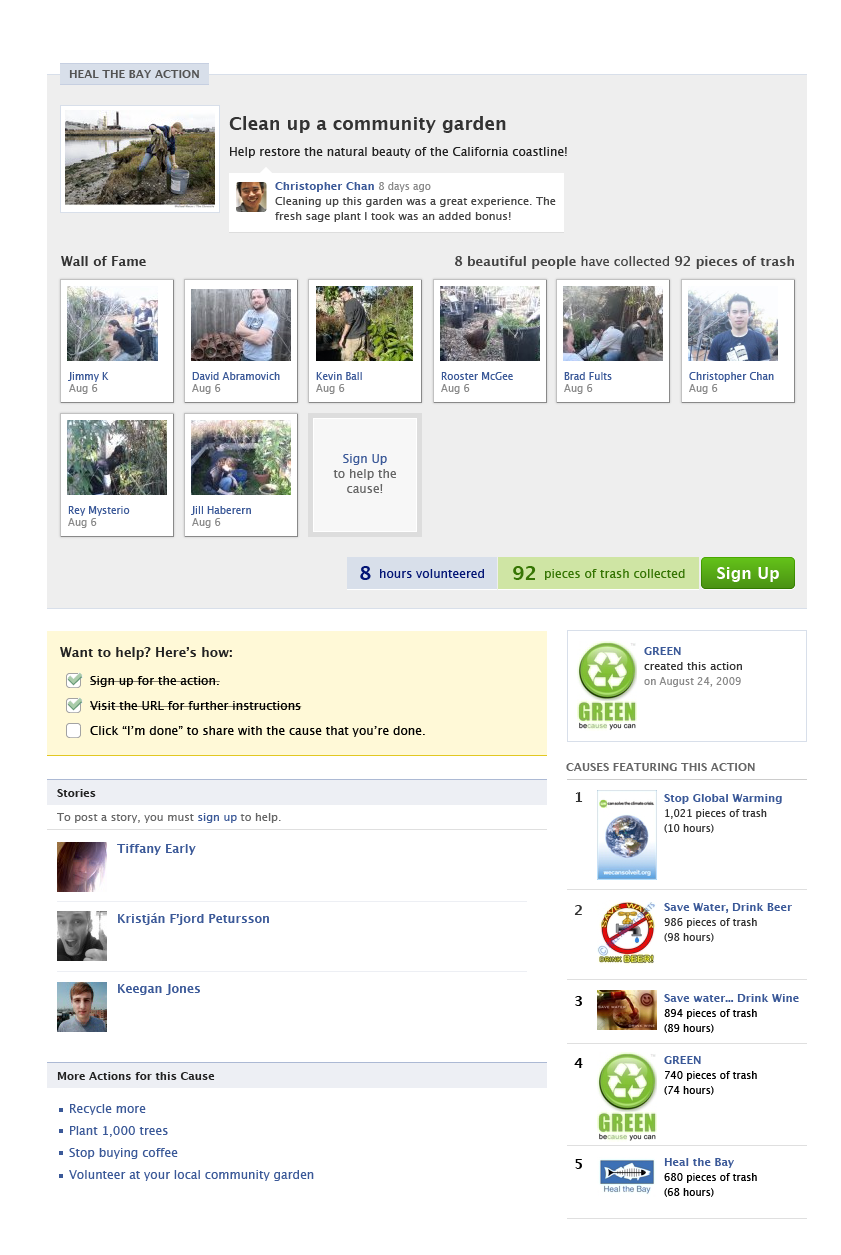 HEAL THE BAY ACTION
Clean up a community garden
Help restore the natural beauty of the California coastline!
Christopher Chan 8 days ago
Cleaning up this garden was a great experience. The
fresh sage plant I took was an added bonus!
Wall of Fame
8 beautiful people have collected 92 pieces of trash
Jimmy K
Aug 6
David Abramovich
Aug 6
Kevin Ball
Aug 6
Rooster McGee
Aug 6
Brad Fults
Aug 6
Christopher Chan
Aug 6
Rey Mysterio
Aug 6
Jill Haberern
Aug 6
Sign Up
to help the
cause!
8 hours volunteered
92 pieces of trash collected
Sign Up
Want to help? Here’s how:
Sign up for the action.
Visit the URL for further instructions
Click “I’m done” to share with the cause that you’re done.
Stories
To post a story, you must sign up to help.
Tiffany Early
Kristján F'jord Petursson
Keegan Jones
More Actions for this Cause
Recycle more
Plant 1,000 trees
Stop buying coffee
Volunteer at your local community garden
GREEN
because you can
GREEN
created this action
on August 24, 2009
CAUSES FEATURING THIS ACTION
1
can solve the climate crisis.
wecansolveit.org
Stop Global Warming
1,021 pieces of trash
(10 hours)
2
SAVE WATER
DRINK BEER!
Save Water, Drink Beer
986 pieces of trash
(98 hours)
3
SAVE WATER
DRINK WINE
Save water... Drink Wine
894 pieces of trash
(89 hours)
4
GREEN
because you can
GREEN
740 pieces of trash
(74 hours)
5
Heal the Bay
Heal the Bay
680 pieces of trash
(68 hours)